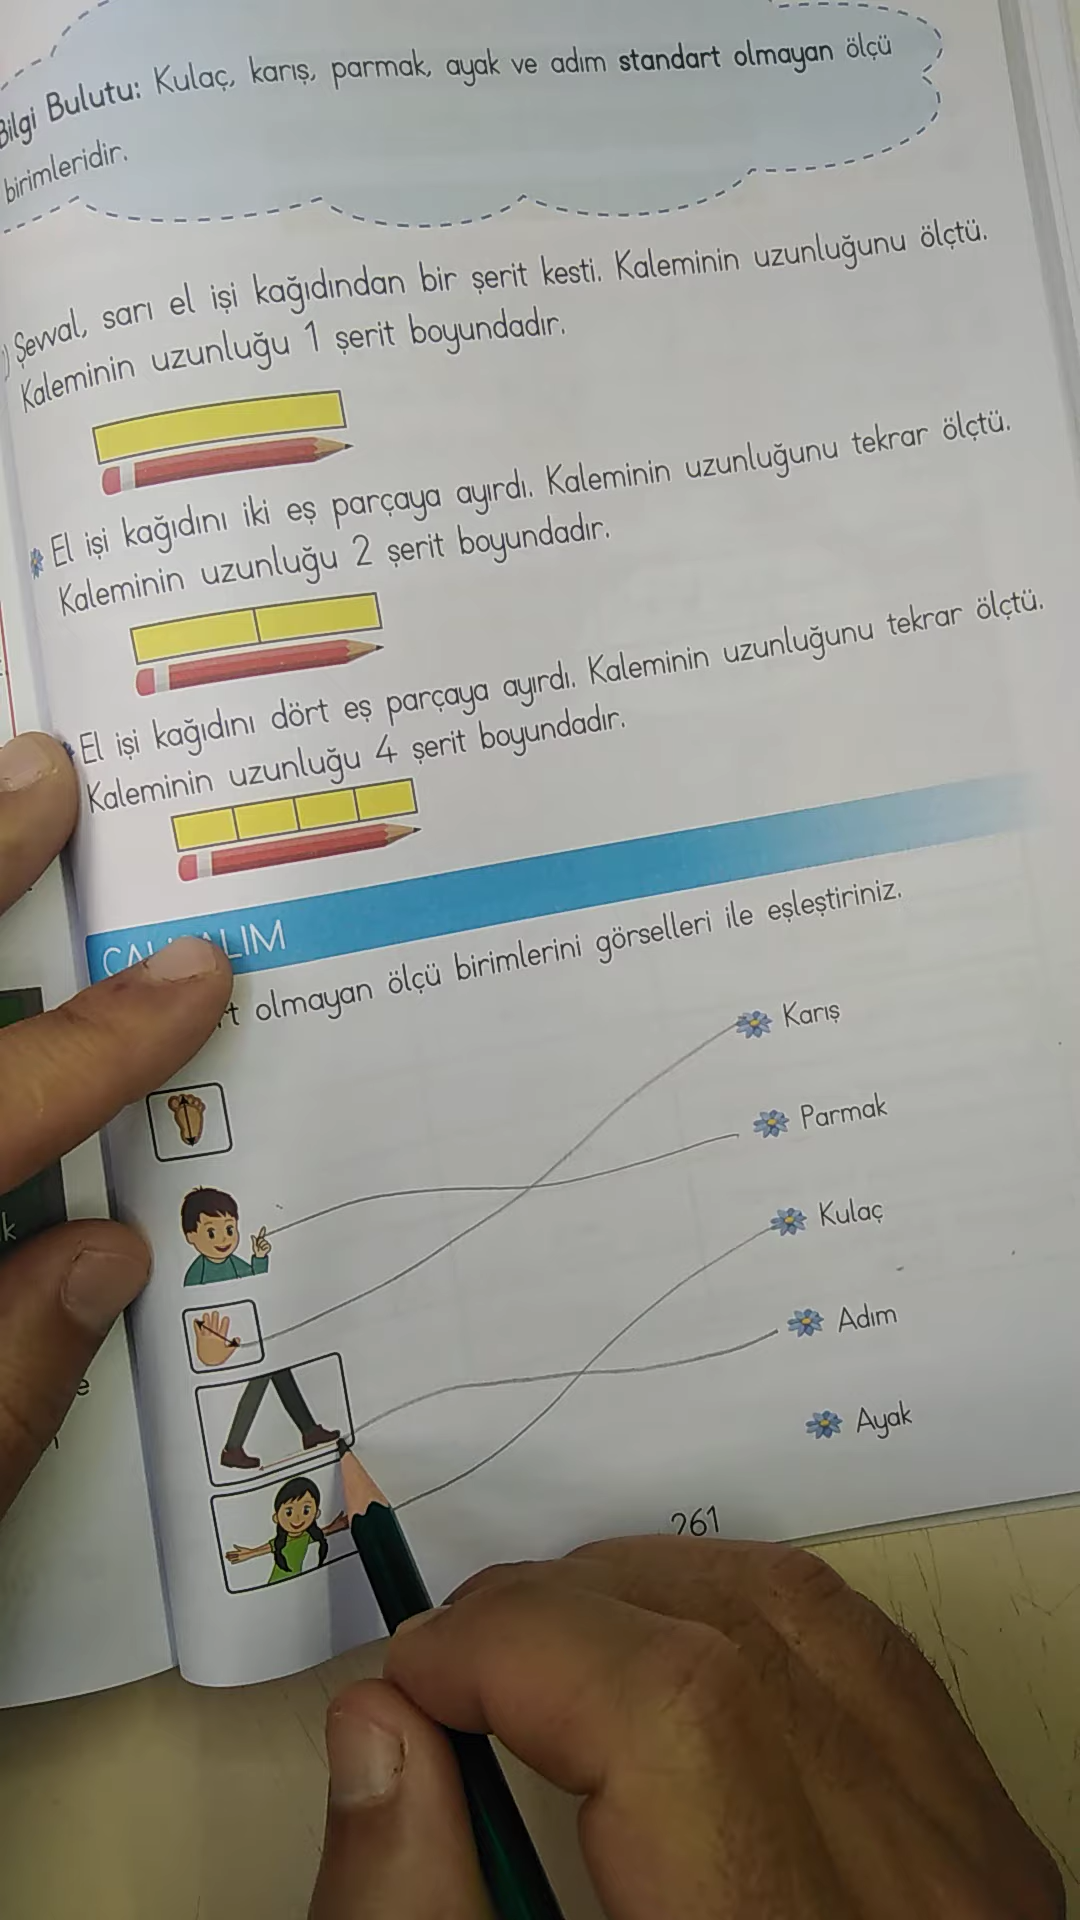 Bilgi Bulutu: Kulaç, karış, parmak, ayak ve adım standart olmayan ölçü
birimleridir.
Şevval, sarı el işi kağıdından bir şerit kesti. Kaleminin uzunluğunu ölçtü.
Kaleminin uzunluğu 1 şerit boyundadır.
El işi kağıdını iki eş parçaya ayırdı. Kaleminin uzunluğunu tekrar ölçtü.
Kaleminin uzunluğu 2 şerit boyundadır.
El işi kağıdını dört eş parçaya ayırdı. Kaleminin uzunluğunu tekrar ölçtü.
Kaleminin uzunluğu 4 şerit boyundadır.
olmayan ölçü birimlerini görselleri ile eşleştiriniz.
Karış
Parmak
Kulaç
Adım
Ayak
261